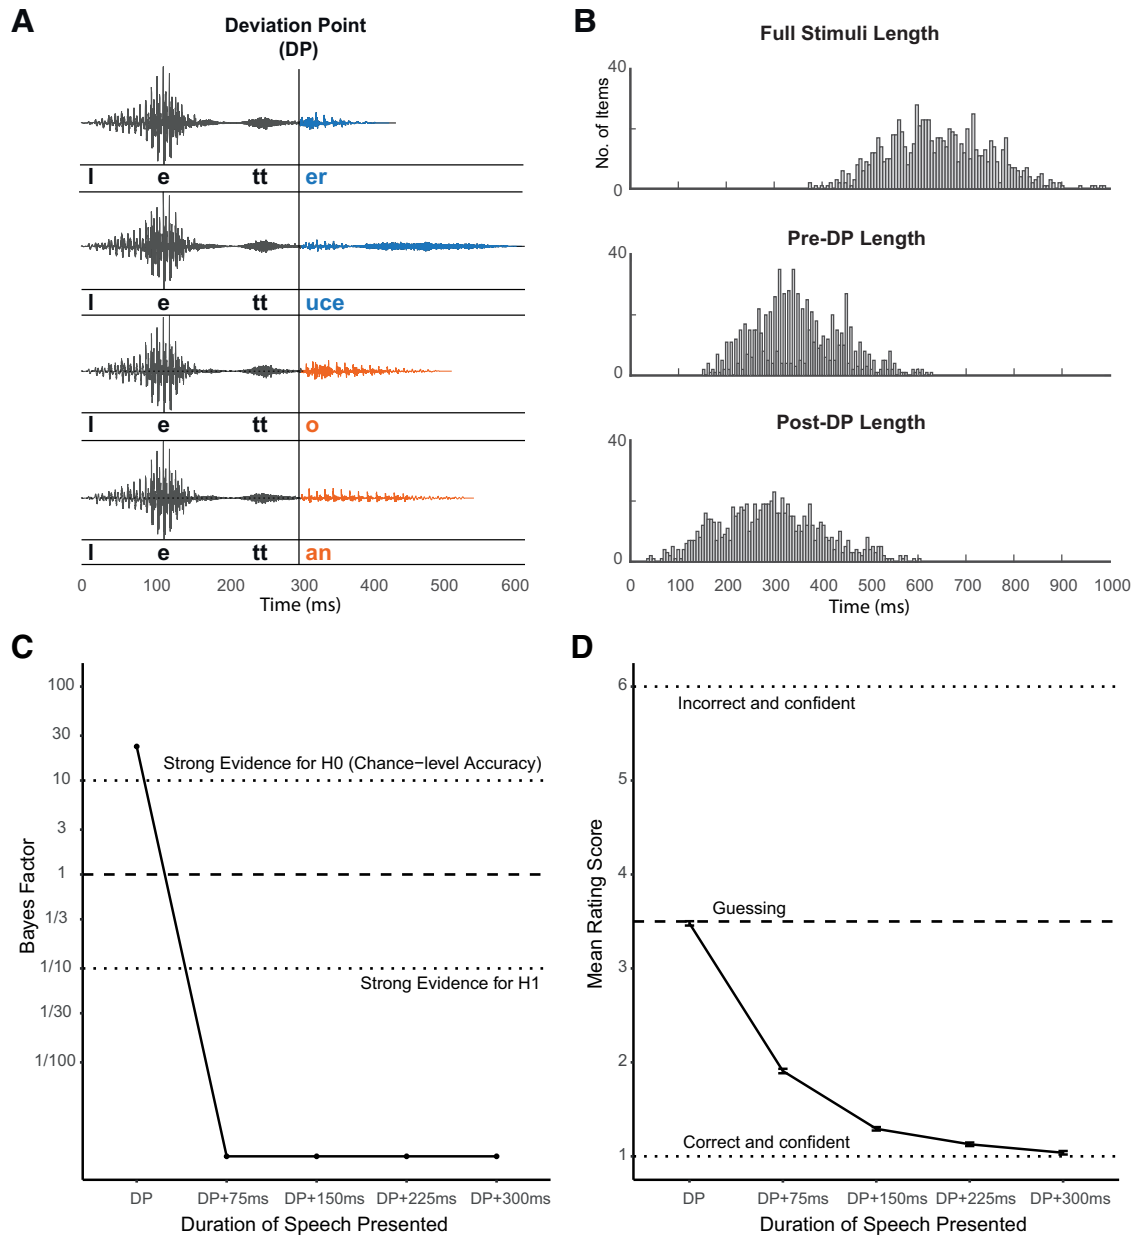 A
Deviation Point
(DP)
l e tt er
l e tt uce
l e tt o
l e tt an
0 100 200 300 400 500 600
Time (ms)
B
Full Stimuli Length
40
No. of Items
0
Pre-DP Length
40
0
Post-DP Length
40
0
0 100 200 300 400 500 600 700 800 900 1000
Time (ms)
C
100
30
Strong Evidence for H0 (Chance−level Accuracy)
10
3
Bayes Factor
1
1/3
1/10
Strong Evidence for H1
1/30
1/100
DP DP+75ms DP+150ms DP+225ms DP+300ms
Duration of Speech Presented
D
6
Incorrect and confident
5
4
Guessing
Mean Rating Score
3
2
Correct and confident
1
DP DP+75ms DP+150ms DP+225ms DP+300ms
Duration of Speech Presented